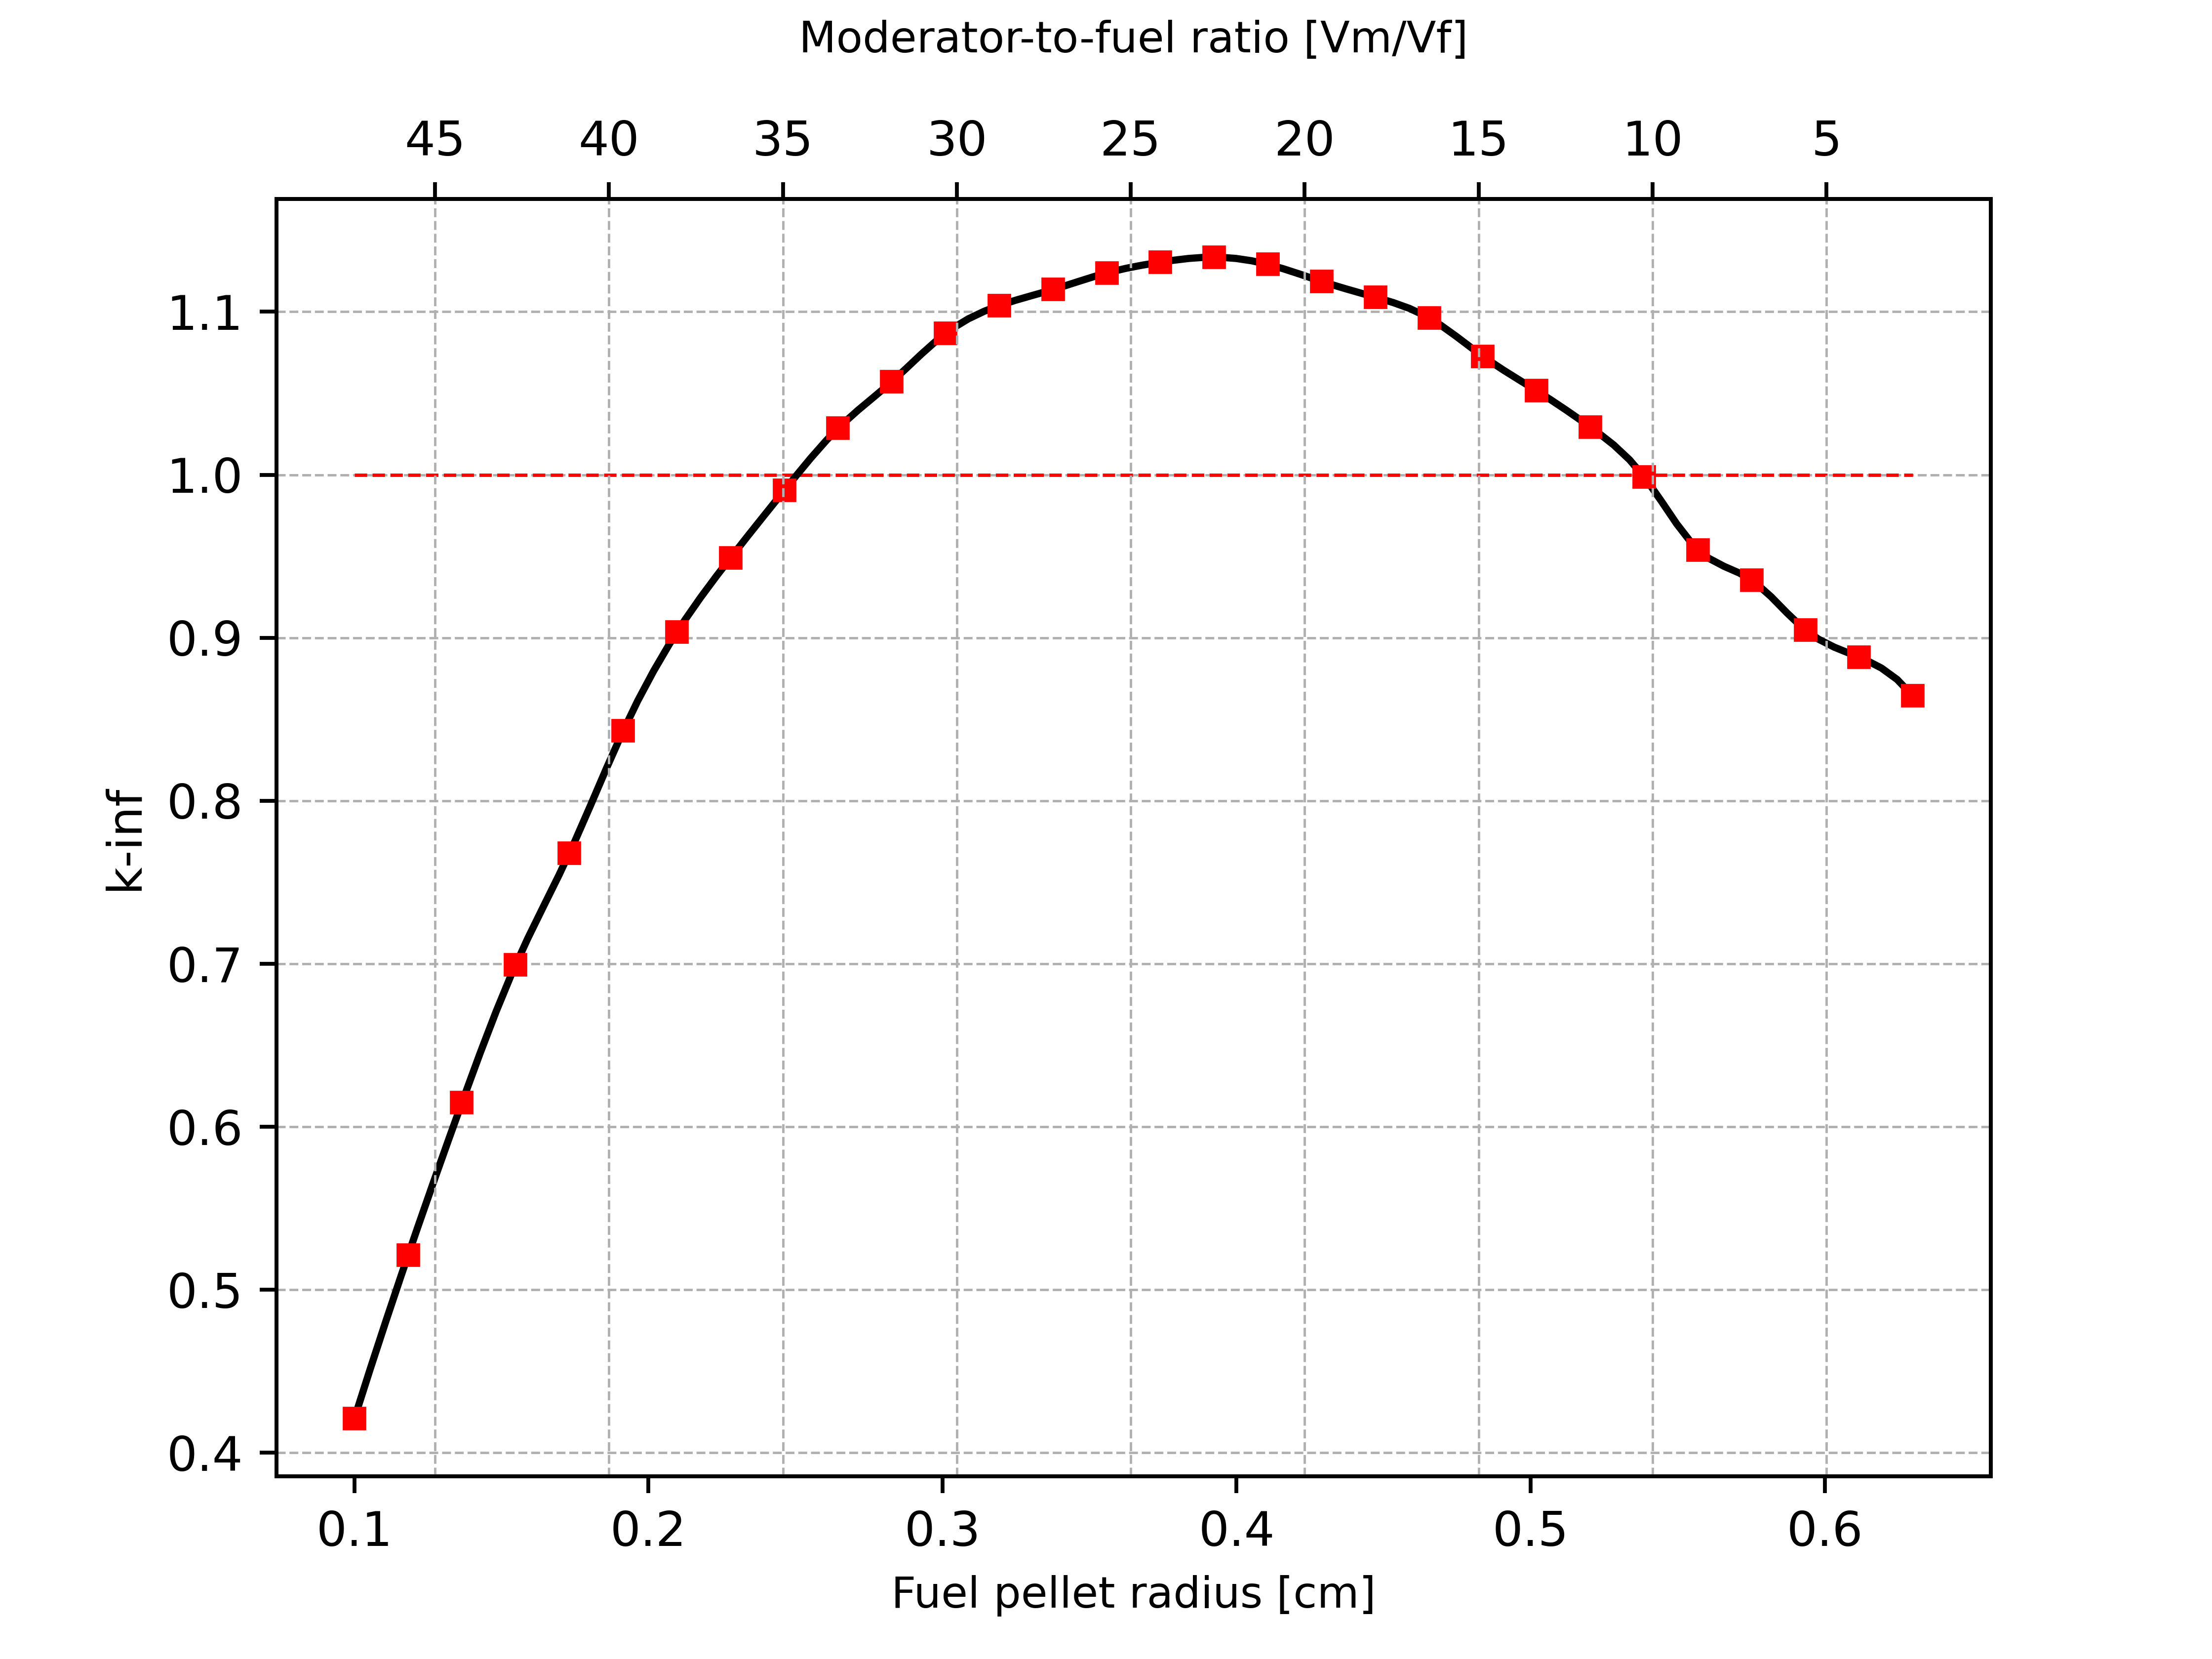 Moderator-to-fuel ratio [Vm/Vf]
45 40 35 30 25 20 15 10 5
1.1
1.0
0.9
0.8
0.7
0.6
0.5
0.4
k-inf
0.1 0.2 0.3 0.4 0.5 0.6
Fuel pellet radius [cm]